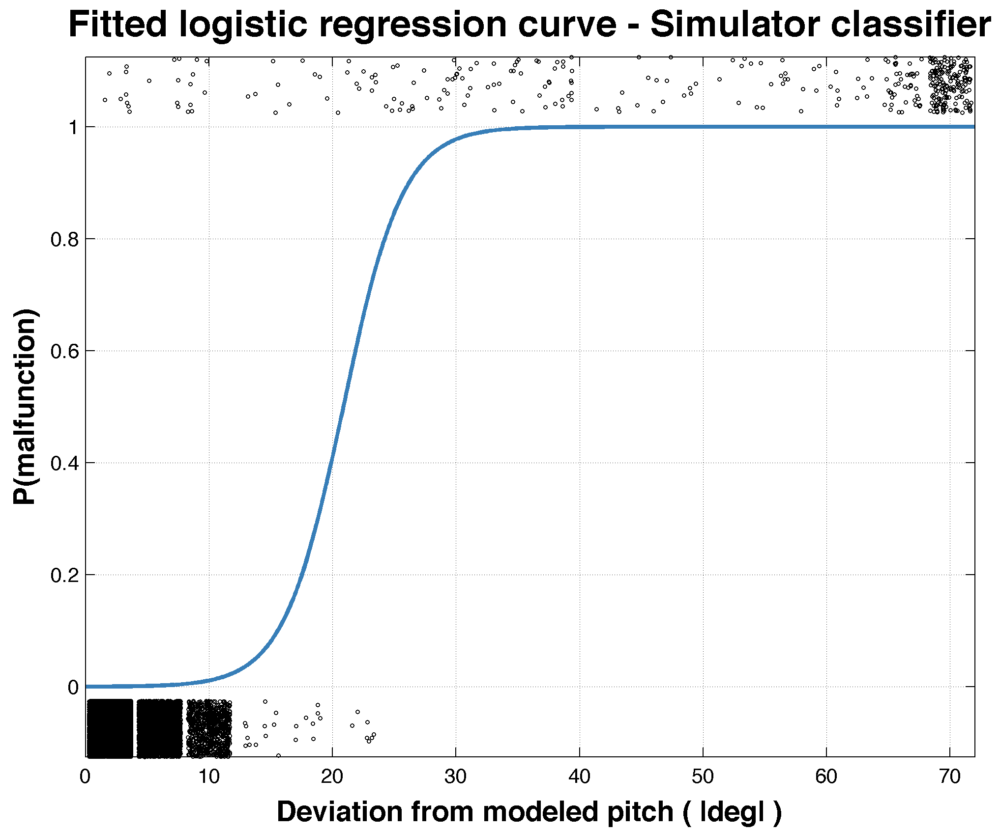 Fitted logistic regression curve - Simulator classifier
P(malfunction)
1
0.8
0.6
0.4
0.2
0
0 10 20 30 40 50 60 70
Deviation from modeled pitch ( |deg| )